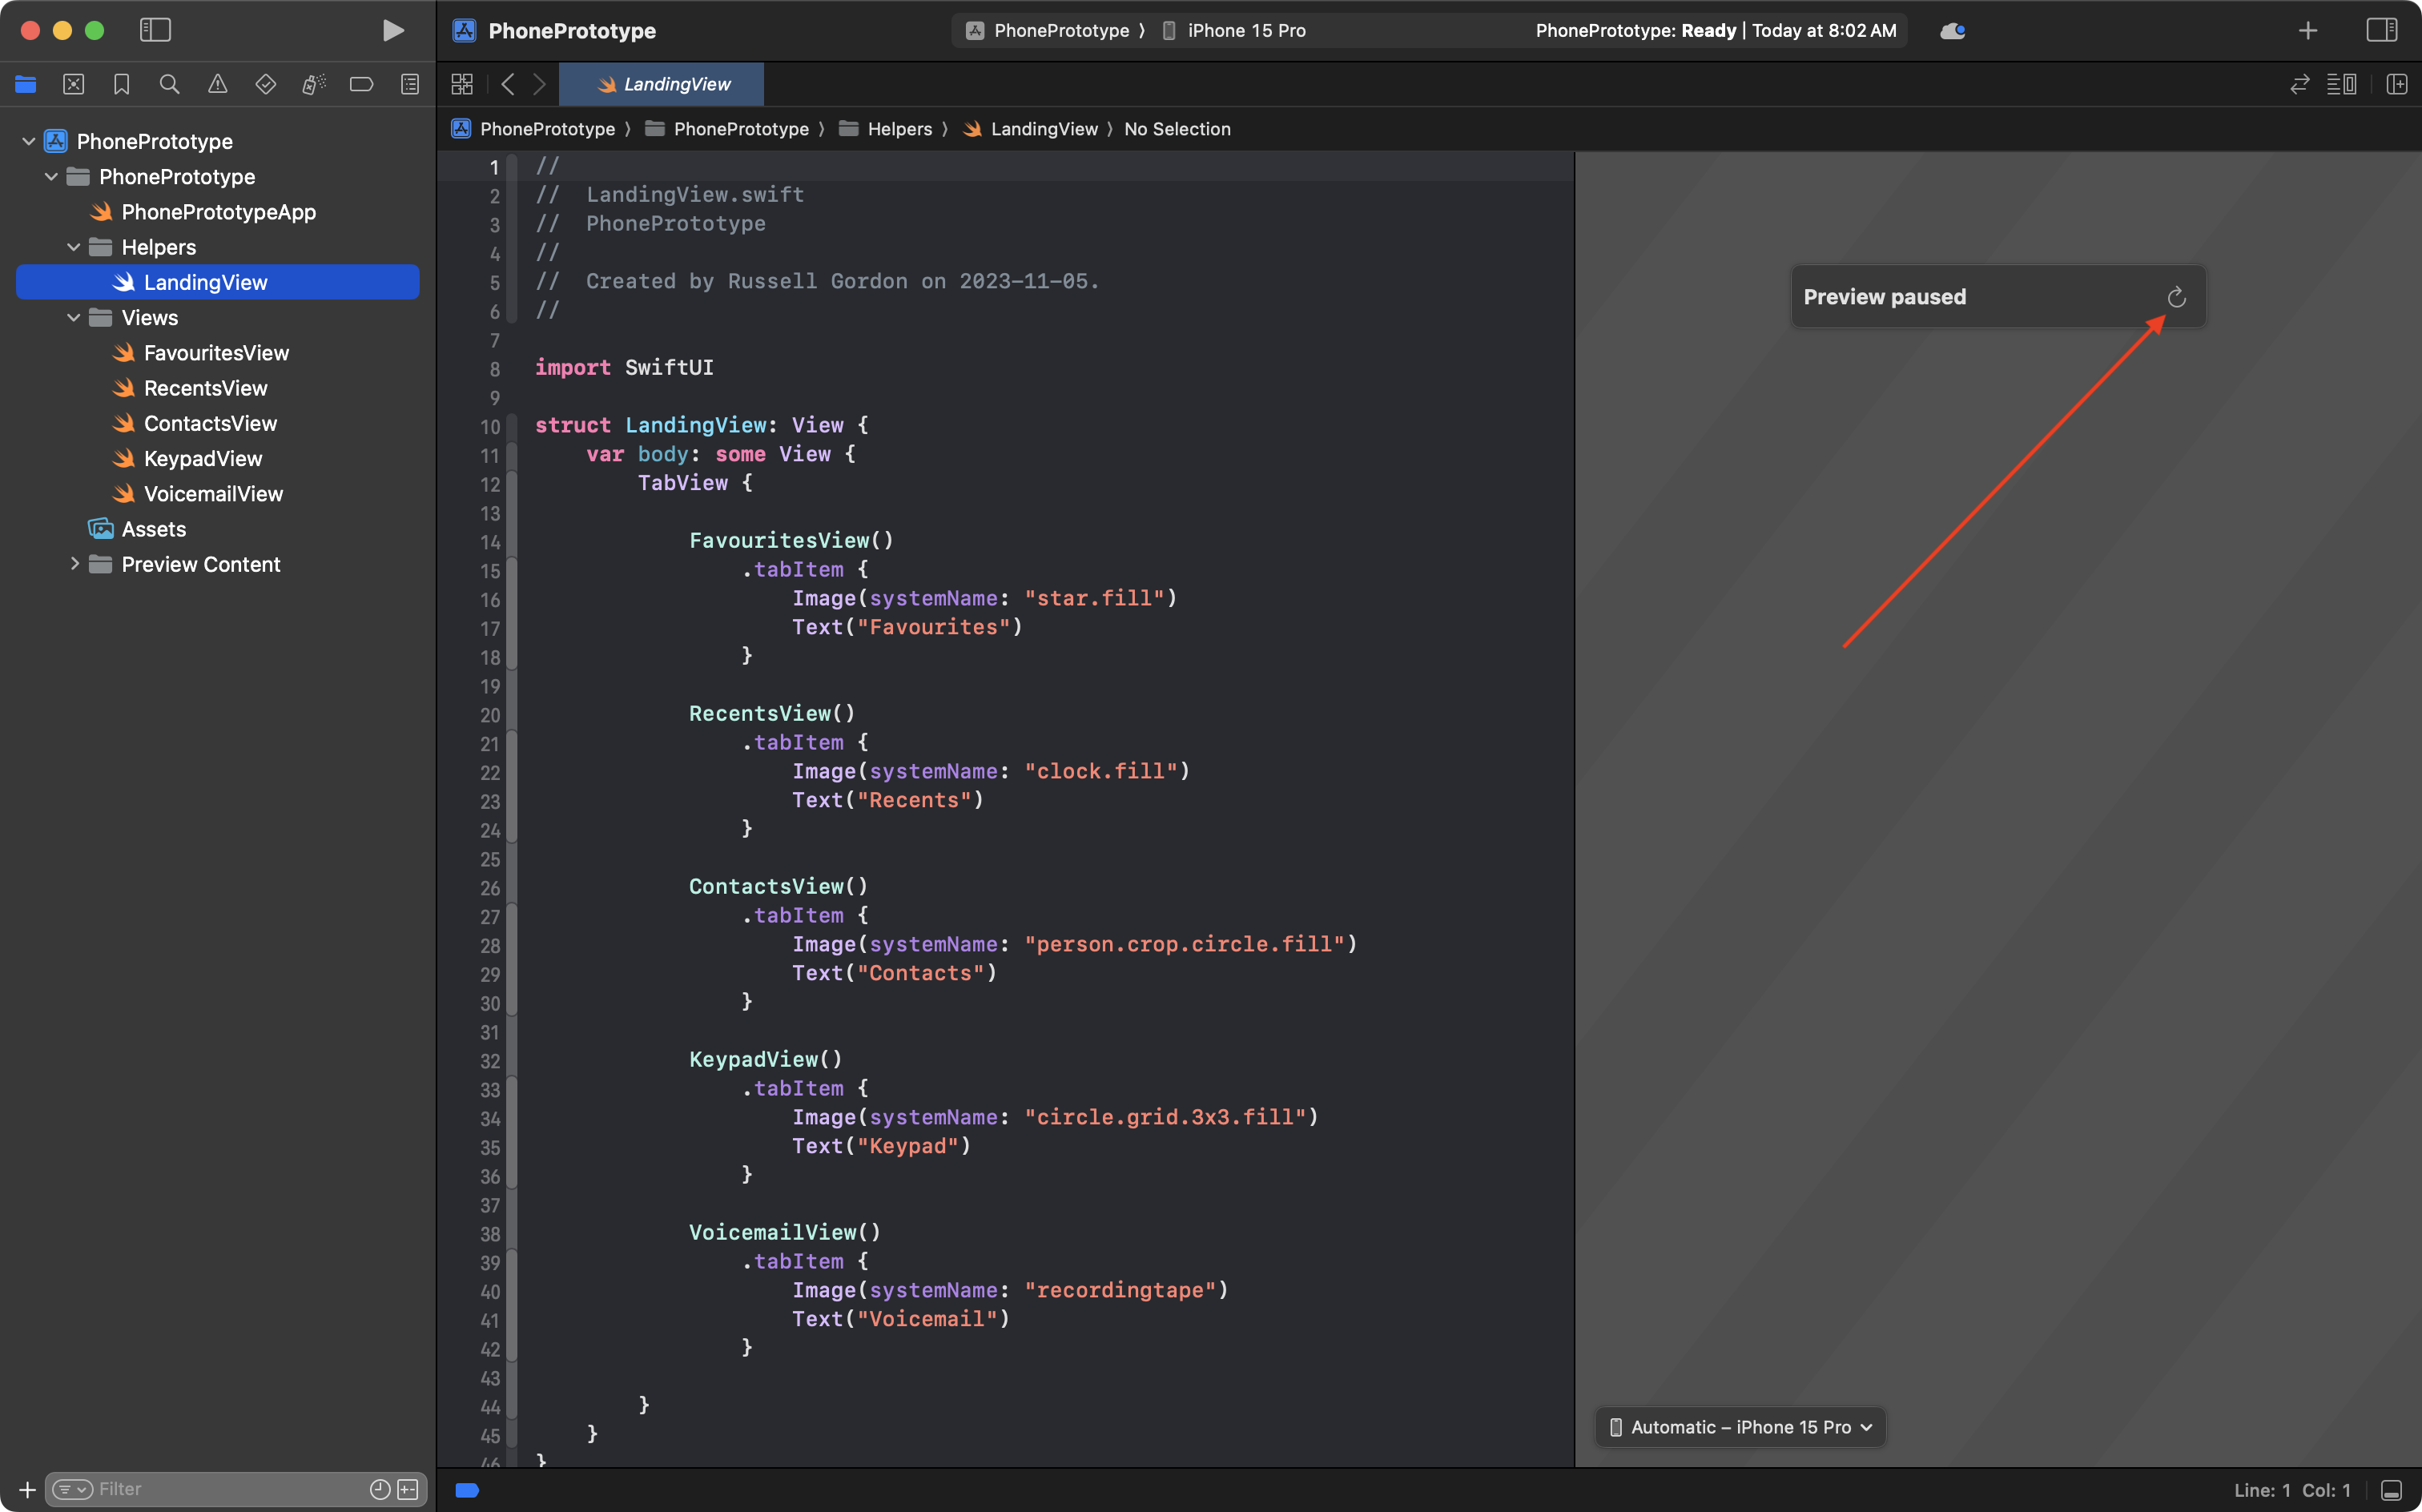 PhonePrototype
PhonePrototype 〉 iPhone 15 Pro
PhonePrototype: Ready | Today at 8:02 AM
LandingView
PhonePrototype 〉 PhonePrototype 〉 Helpers 〉 LandingView 〉 No Selection
PhonePrototype
PhonePrototype
PhonePrototypeApp
Helpers
LandingView
Views
FavouritesView
RecentsView
ContactsView
KeypadView
VoicemailView
Assets
Preview Content
Filter
1 //
2 //  LandingView.swift
3 //  PhonePrototype
4 //
5 //  Created by Russell Gordon on 2023-11-05.
6 //
7
8 import SwiftUI
9
10 struct LandingView: View {
11     var body: some View {
12         TabView {
13
14             FavouritesView()
15                 .tabItem {
16                     Image(systemName: "star.fill")
17                     Text("Favourites")
18                 }
19
20             RecentsView()
21                 .tabItem {
22                     Image(systemName: "clock.fill")
23                     Text("Recents")
24                 }
25
26             ContactsView()
27                 .tabItem {
28                     Image(systemName: "person.crop.circle.fill")
29                     Text("Contacts")
30                 }
31
32             KeypadView()
33                 .tabItem {
34                     Image(systemName: "circle.grid.3x3.fill")
35                     Text("Keypad")
36                 }
37
38             VoicemailView()
39                 .tabItem {
40                     Image(systemName: "recordingtape")
41                     Text("Voicemail")
42                 }
43
44         }
45     }
46 }
Preview paused
Automatic – iPhone 15 Pro
Line: 1 Col: 1